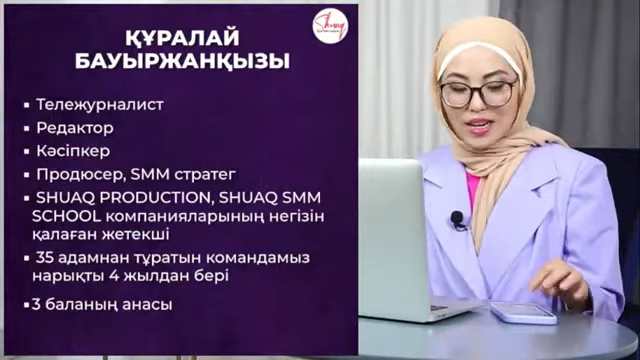 ҚҰРАЛАЙ
БАУЫРЖАНҚЫЗЫ
Shuaq
▪ Тележурналист
▪ Редактор
▪ Кәсіпкер
▪ Продюсер, SMM стратег
▪ SHUAQ PRODUCTION, SHUAQ SMM
SCHOOL компанияларының негізін
қалаған жетекші
▪ 35 адамнан тұратын командамыз
нарықты 4 жылдан бері
▪ 3 баланың анасы